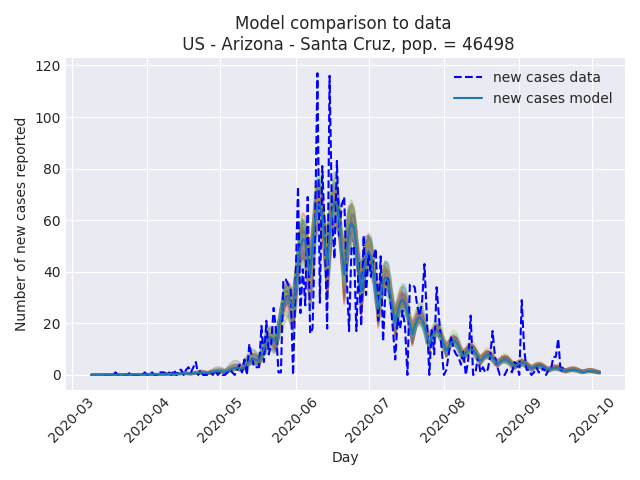 Model comparison to data
US - Arizona - Santa Cruz, pop. = 46498
new cases data
new cases model
Number of new cases reported
120
100
80
60
40
20
0
2020-03
2020-04
2020-05
2020-06
2020-07
2020-08
2020-09
2020-10
Day